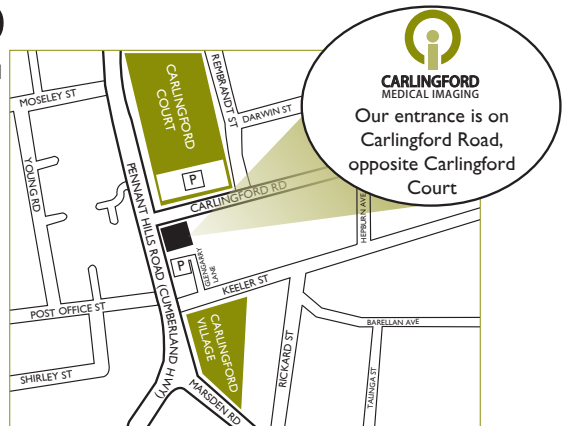 CARLINGFORD
MEDICAL IMAGING
Our entrance is on
Carlingford Road,
opposite Carlingford
Court
MOSELEY ST
YOUNG RD
CARLINGFORD
COURT
REMBRANDT ST
DARWIN ST
P
PENNANT HILLS ROAD (CUMBERLAND HWY)
CARLINGFORD RD
HEPBURN AVE
P
GLENGARRY
LANE
KEELER ST
POST OFFICE ST
CARLINGFORD
VILLAGE
RICKARD ST
BARELLAN AVE
SHIRLEY ST
MARSDEN RD
TAUNGA ST